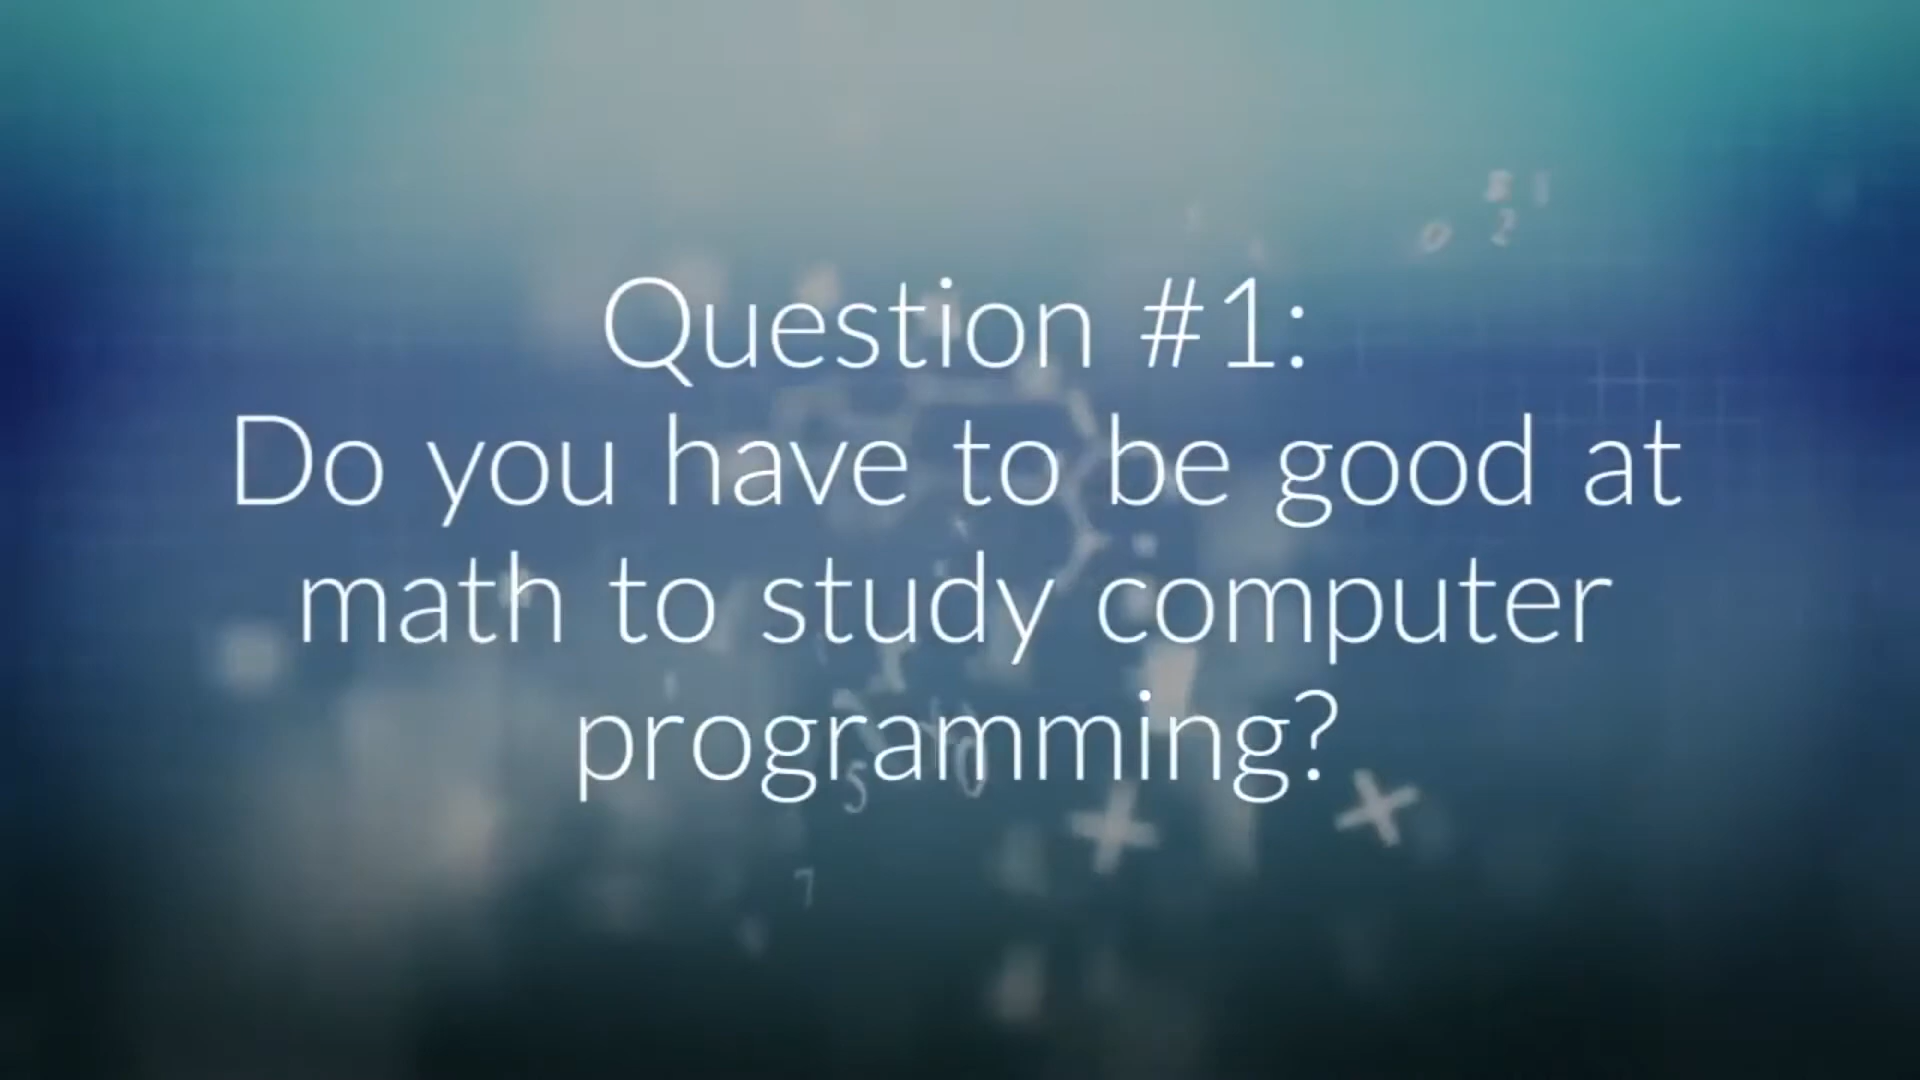 Question #1:
Do you have to be good at
math to study computer
programming?